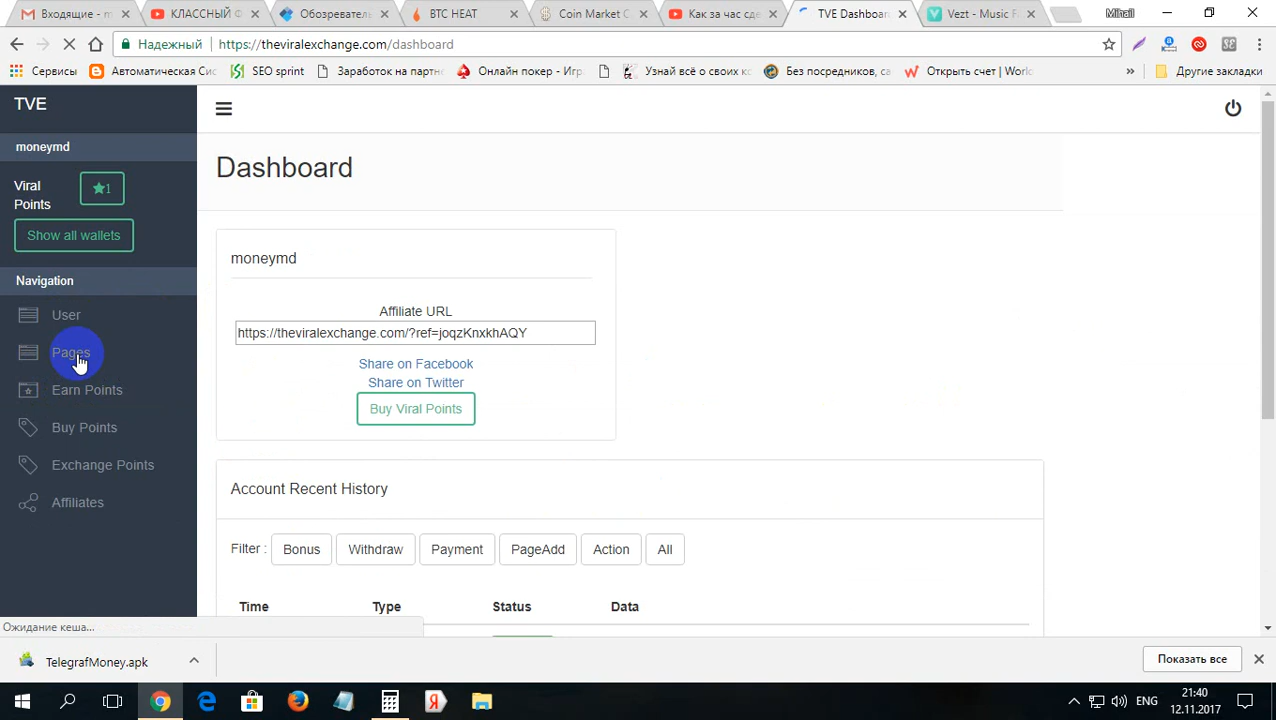 Входящие - m
КЛАССНЫЙ Ф
Обозревател
BTC HEAT
Coin Market C
Как за час сде
TVE Dashboar
Vezt - Music F
Mihail
Надежный
https://theviralexchange.com/dashboard
Сервисы
Автоматическая Сис
SEO sprint
Заработок на партн
Онлайн покер - Игр
Узнай всё о своих ко
Без посредников, са
Открыть счет | Worl
»
Другие закладки
TVE
moneymd
Viral Points
1
Show all wallets
Navigation
User
Pages
Earn Points
Buy Points
Exchange Points
Affiliates
Dashboard
moneymd
Affiliate URL
https://theviralexchange.com/?ref=joqzKnxkhAQY
Share on Facebook
Share on Twitter
Buy Viral Points
Account Recent History
Filter :
Bonus
Withdraw
Payment
PageAdd
Action
All
Time
Type
Status
Data
Ожидание кеша...
TelegrafMoney.apk
Показать все
ENG
21:40
12.11.2017